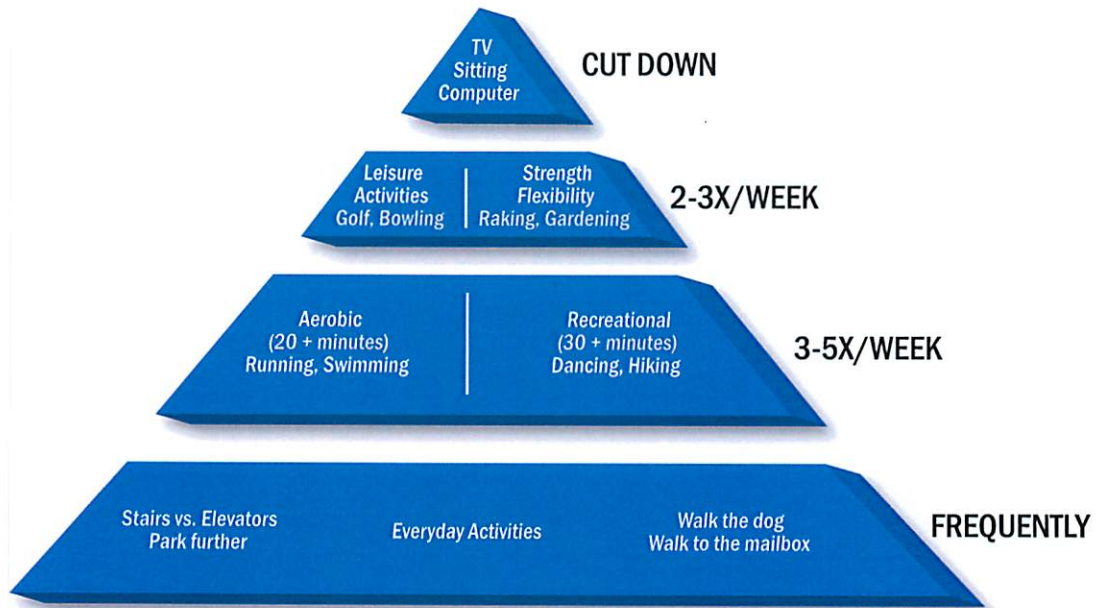 TV
Sitting
Computer
CUT DOWN
Leisure
Activities
Golf, Bowling
Strength
Flexibility
Raking, Gardening
2-3X/WEEK
Aerobic
(20 + minutes)
Running, Swimming
Recreational
(30 + minutes)
Dancing, Hiking
3-5X/WEEK
Stairs vs. Elevators
Park further
Everyday Activities
Walk the dog
Walk to the mailbox
FREQUENTLY